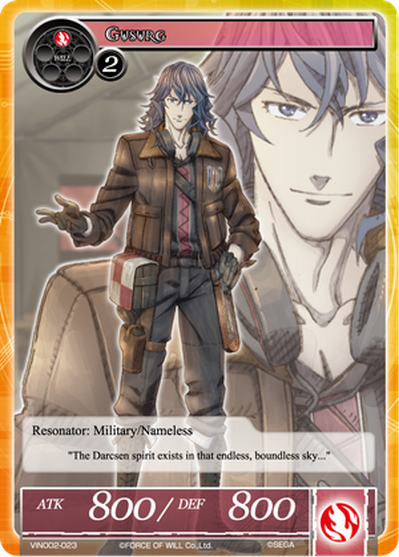 Gusurg
WILL
2
Resonator: Military/Nameless
"The Darcsen spirit exists in that endless, boundless sky..."
ATK 800 / DEF 800
VIN002-023 ©FORCE OF WILL Co.,Ltd. ©SEGA